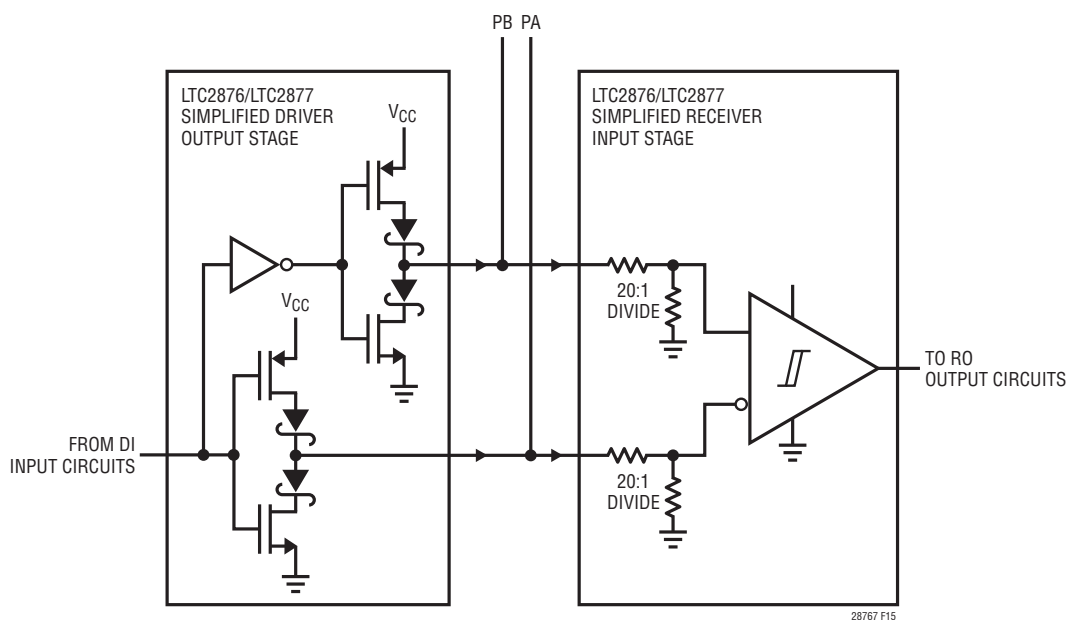 PB PA
LTC2876/LTC2877
SIMPLIFIED DRIVER
OUTPUT STAGE
VCC
VCC
FROM DI
INPUT CIRCUITS
LTC2876/LTC2877
SIMPLIFIED RECEIVER
INPUT STAGE
20:1
DIVIDE
20:1
DIVIDE
TO RO
OUTPUT CIRCUITS
28767 F15